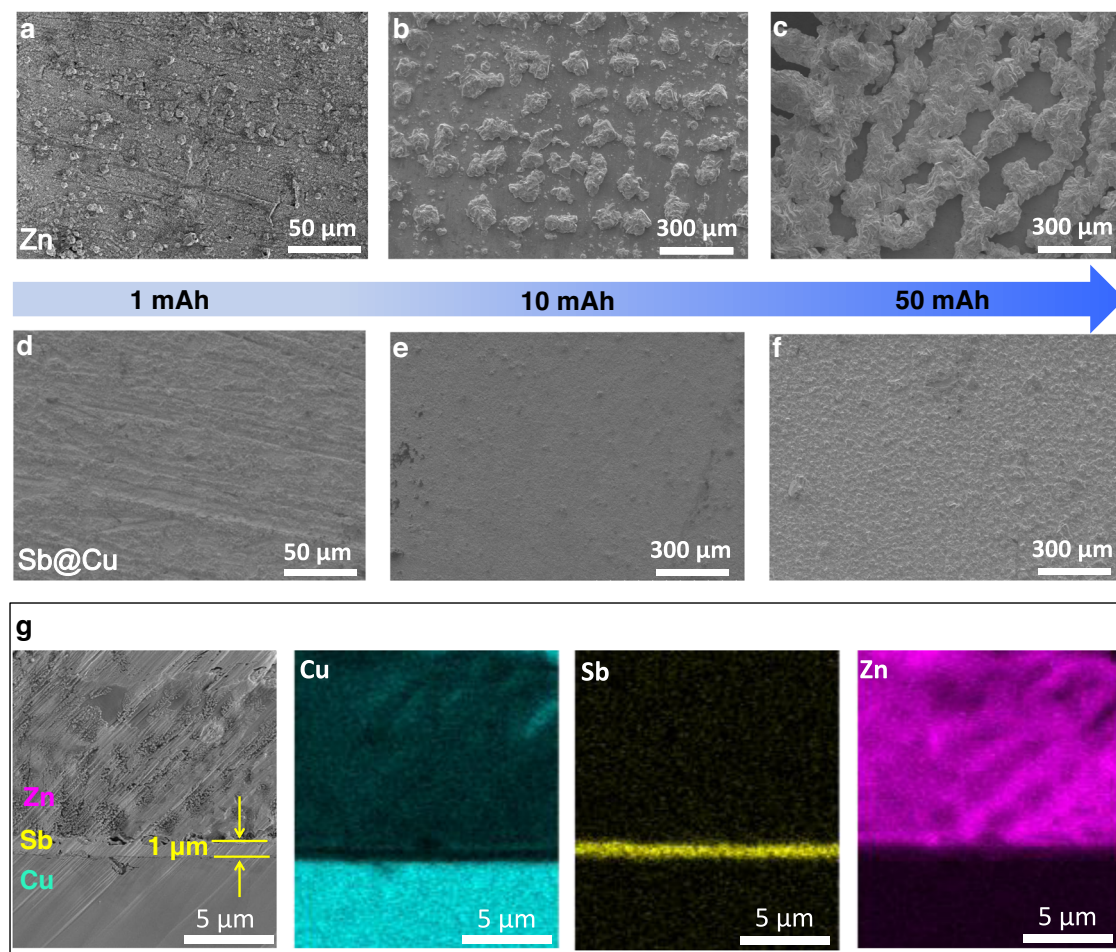 a
Zn
50 µm
b
300 µm
c
300 µm
1 mAh
10 mAh
50 mAh
d
Sb@Cu
50 µm
e
300 µm
f
300 µm
g
Zn
Sb
1 µm
Cu
5 µm
Cu
5 µm
Sb
5 µm
Zn
5 µm